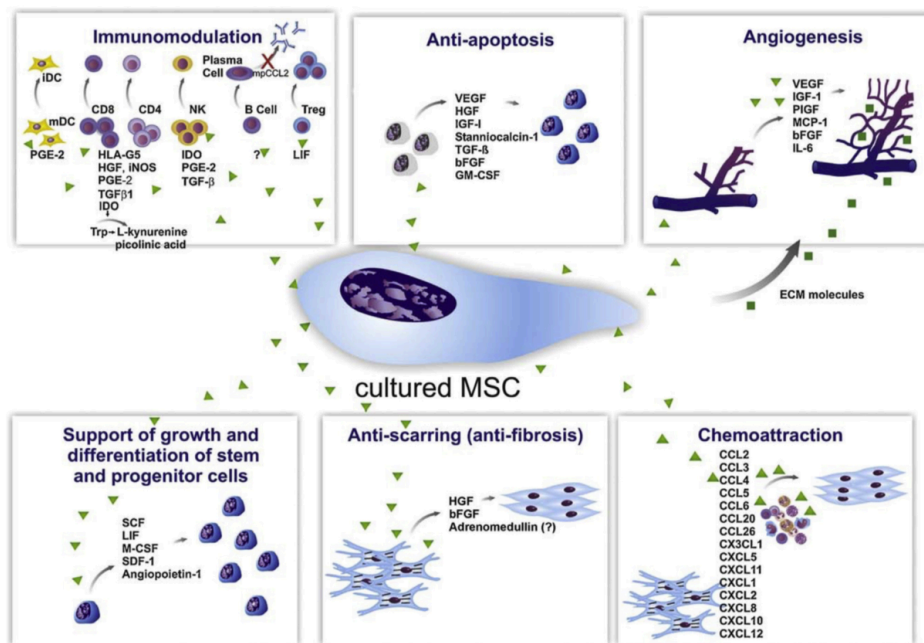 Immunomodulation
iDC
Plasma
Cell
mpCCL2
mDC
CD8
CD4
NK
B Cell
Treg
PGE-2
HLA-G5
HGF, iNOS
PGE-2
TGFβ1
IDO
IDO
PGE-2
TGF-β
?
LIF
Trp→L-kynurenine
picolinic acid
Anti-apoptosis
VEGF
HGF
IGF-I
Stanniocalcin-1
TGF-ß
bFGF
GM-CSF
Angiogenesis
VEGF
IGF-1
PIGF
MCP-1
bFGF
IL-6
ECM molecules
cultured MSC
Support of growth and
differentiation of stem
and progenitor cells
SCF
LIF
M-CSF
SDF-1
Angiopoietin-1
Anti-scarring (anti-fibrosis)
HGF
bFGF
Adrenomedullin (?)
Chemoattraction
CCL2
CCL3
CCL4
CCL5
CCL6
CCL20
CCL26
CX3CL1
CXCL5
CXCL11
CXCL1
CXCL2
CXCL8
CXCL10
CXCL12